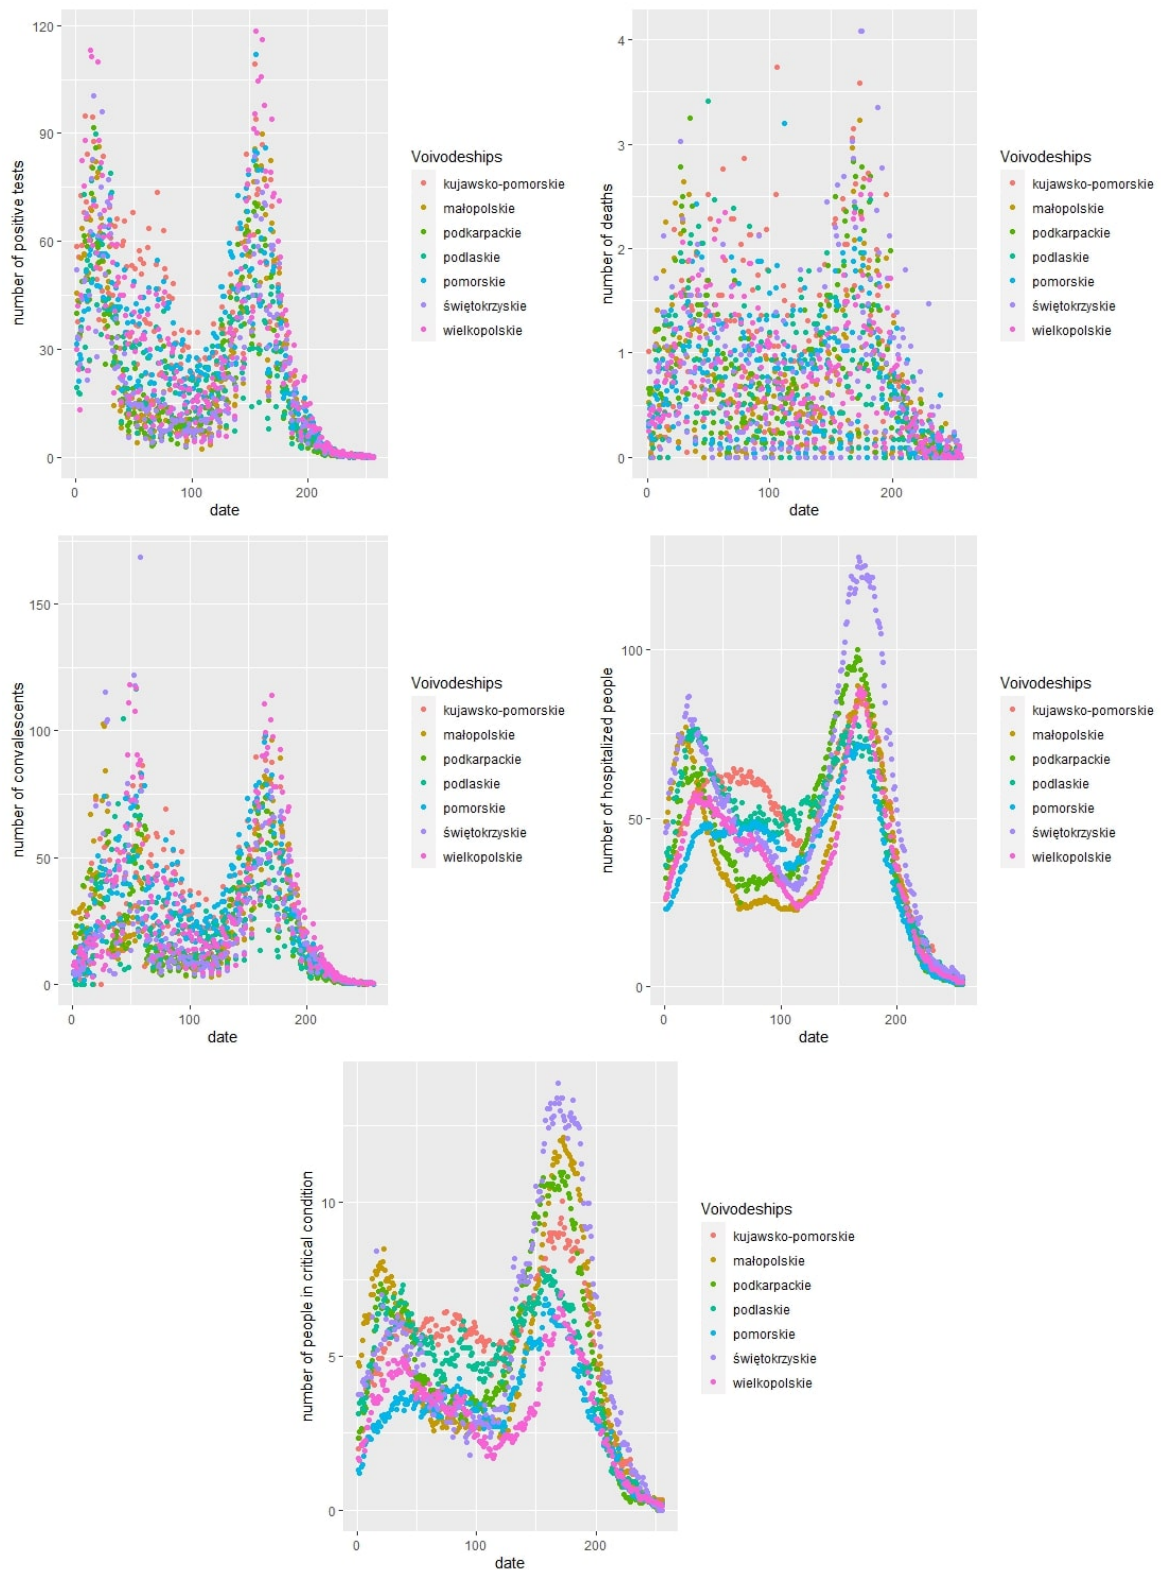 number of positive tests
120
90
60
30
0
0
100
200
date
Voivodeships
kujawsko-pomorskie
małopolskie
podkarpackie
podlaskie
pomorskie
świętokrzyskie
wielkopolskie
number of deaths
4
3
2
1
0
0
100
200
date
Voivodeships
kujawsko-pomorskie
małopolskie
podkarpackie
podlaskie
pomorskie
świętokrzyskie
wielkopolskie
number of convalescents
150
100
50
0
0
100
200
date
Voivodeships
kujawsko-pomorskie
małopolskie
podkarpackie
podlaskie
pomorskie
świętokrzyskie
wielkopolskie
number of hospitalized people
100
50
0
0
100
200
date
Voivodeships
kujawsko-pomorskie
małopolskie
podkarpackie
podlaskie
pomorskie
świętokrzyskie
wielkopolskie
number of people in critical condition
10
5
0
0
100
200
date
Voivodeships
kujawsko-pomorskie
małopolskie
podkarpackie
podlaskie
pomorskie
świętokrzyskie
wielkopolskie